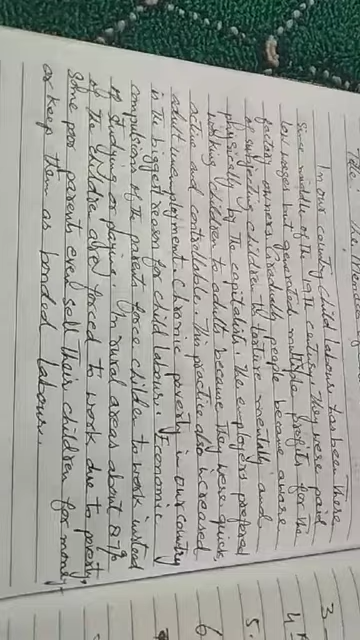 The
In our country child labour has been there
Since middle of the 19th century. They were paid
low wages but generated multiple profits for the
factory owners. Gradually people became aware
of subjecting children to torture mentally and
physically by the capitalists. The employers preferred
working children to adults because they were quick,
active and controllable. This practice also increased
adult unemployment. Chronic poverty in our country
is the biggest reason for child labour. Economic
compulsions of the parent force children to work instead
of studying or playing. In rural areas about 87%
of the children are forced to work due to poverty
Some poor parents even sell their children for money
or keep them as bonded labour.
3.
4
5.
6